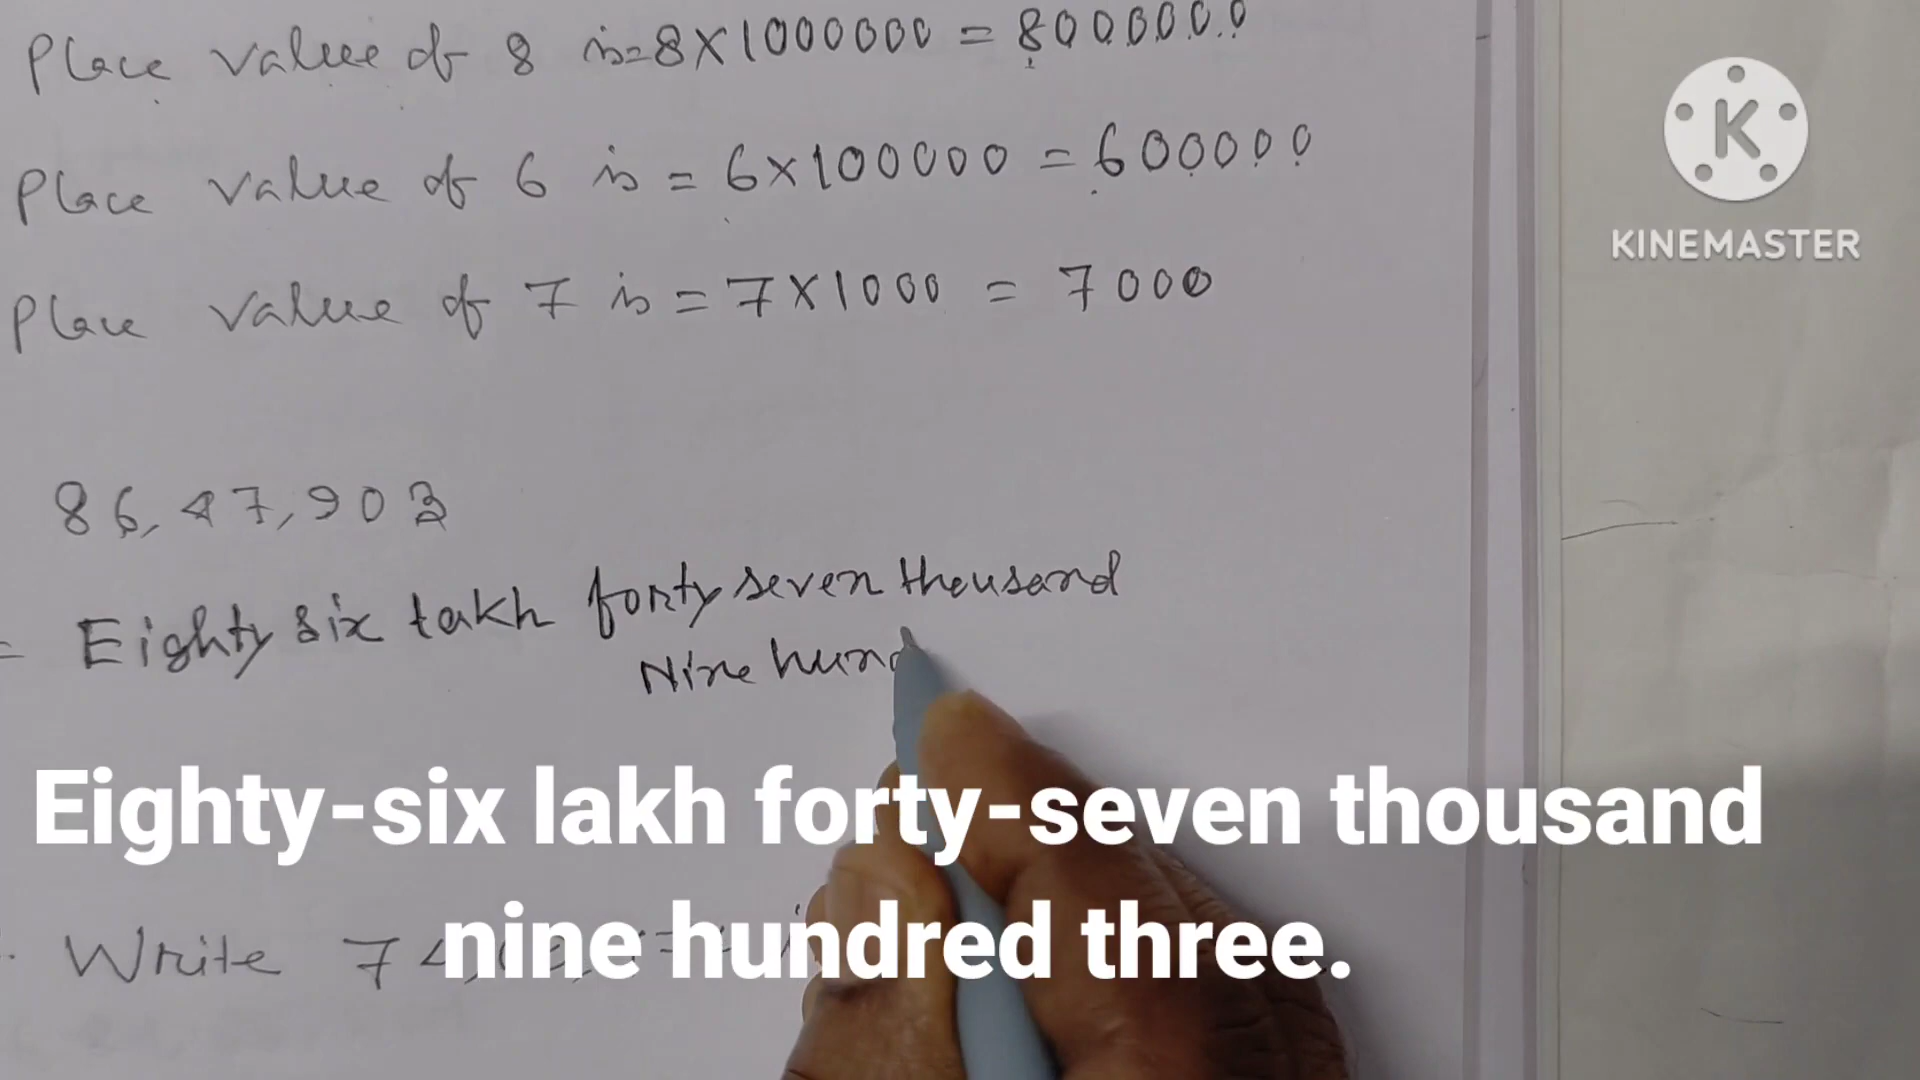 Place value of 8 is = 8 X 1000000 = 8000000
Place value of 6 is = 6 X 100000 = 600000
Place value of 7 is = 7 X 1000 = 7000
KINEMASTER
86,47,903
= Eighty six lakh forty seven thousand
Nine hund
Eighty-six lakh forty-seven thousand
nine hundred three.
Write 74,